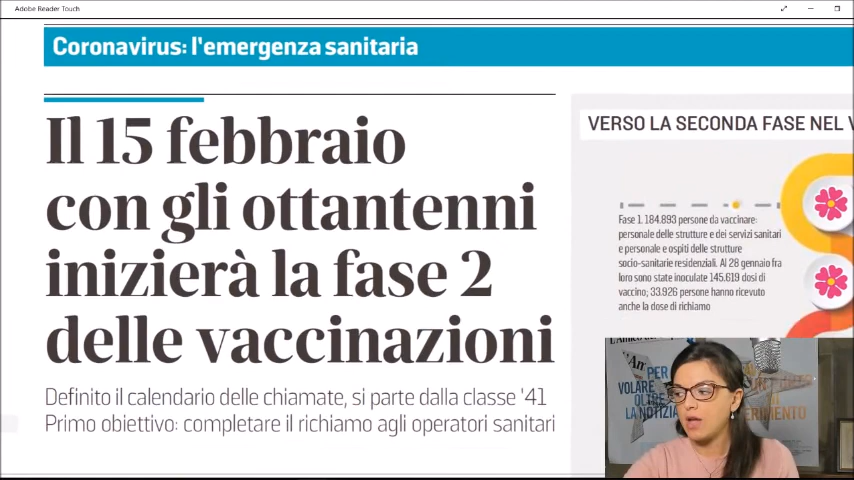 Adobe Reader Touch
Coronavirus: l'emergenza sanitaria
Il 15 febbraio
con gli ottantenni
inizierà la fase 2
delle vaccinazioni
Definito il calendario delle chiamate, si parte dalla classe '41
Primo obiettivo: completare il richiamo agli operatori sanitari
VERSO LA SECONDA FASE NEL V
Fase 1. 184.893 persone da vaccinare:
personale delle strutture e dei servizi sanitari
e personale e ospiti delle strutture
socio-sanitarie residenziali. Al 28 gennaio fra
loro sono state inoculate 145.619 dosi di
vaccino; 33.926 persone hanno ricevuto
anche la dose di richiamo
PER
VOLARE
OLTRE
LA NOTIZIA